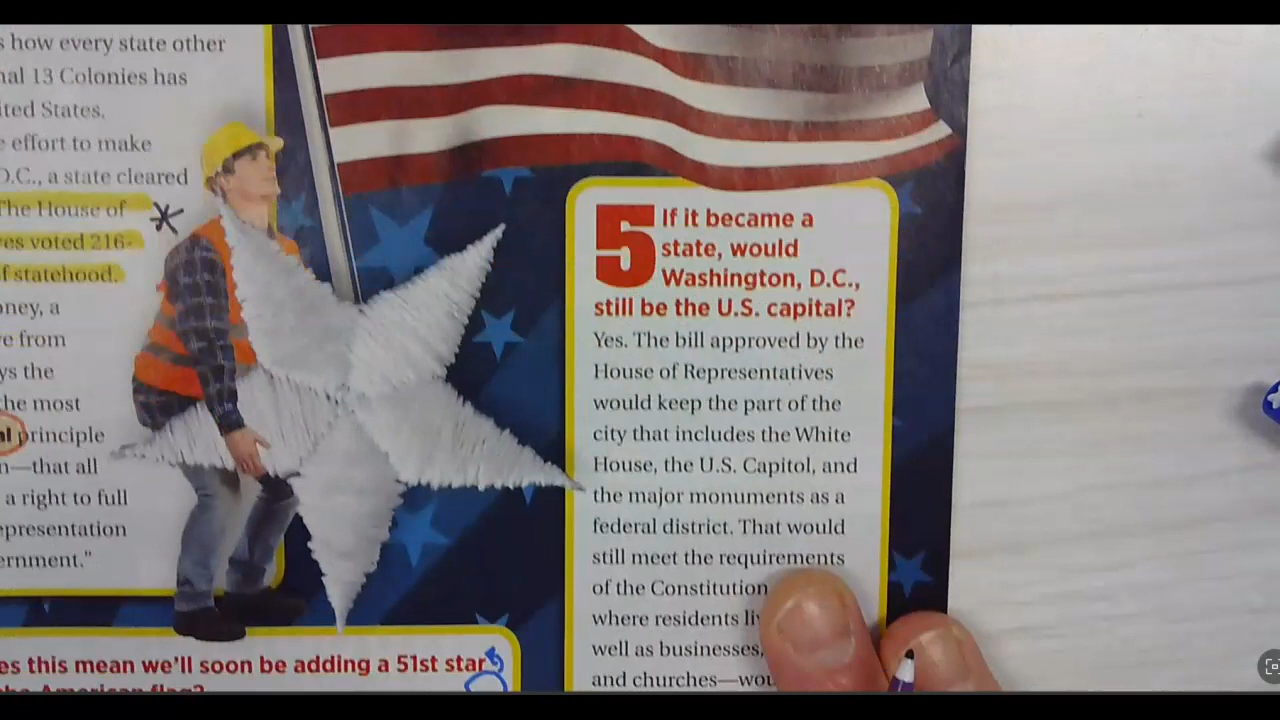 s how every state other
nal 13 Colonies has
ited States.
e effort to make
D.C., a state cleared
The House of
es voted 216-
f statehood.
oney, a
e from
ys the
he most
al principle
n—that all
a right to full
epresentation
ernment."
es this mean we'll soon be adding a 51st star
American flag?
5 If it became a
state, would
Washington, D.C.,
still be the U.S. capital?
Yes. The bill approved by the
House of Representatives
would keep the part of the
city that includes the White
House, the U.S. Capitol, and
the major monuments as a
federal district. That would
still meet the requirements
of the Constitution
where residents li
well as businesses,
and churches—wou